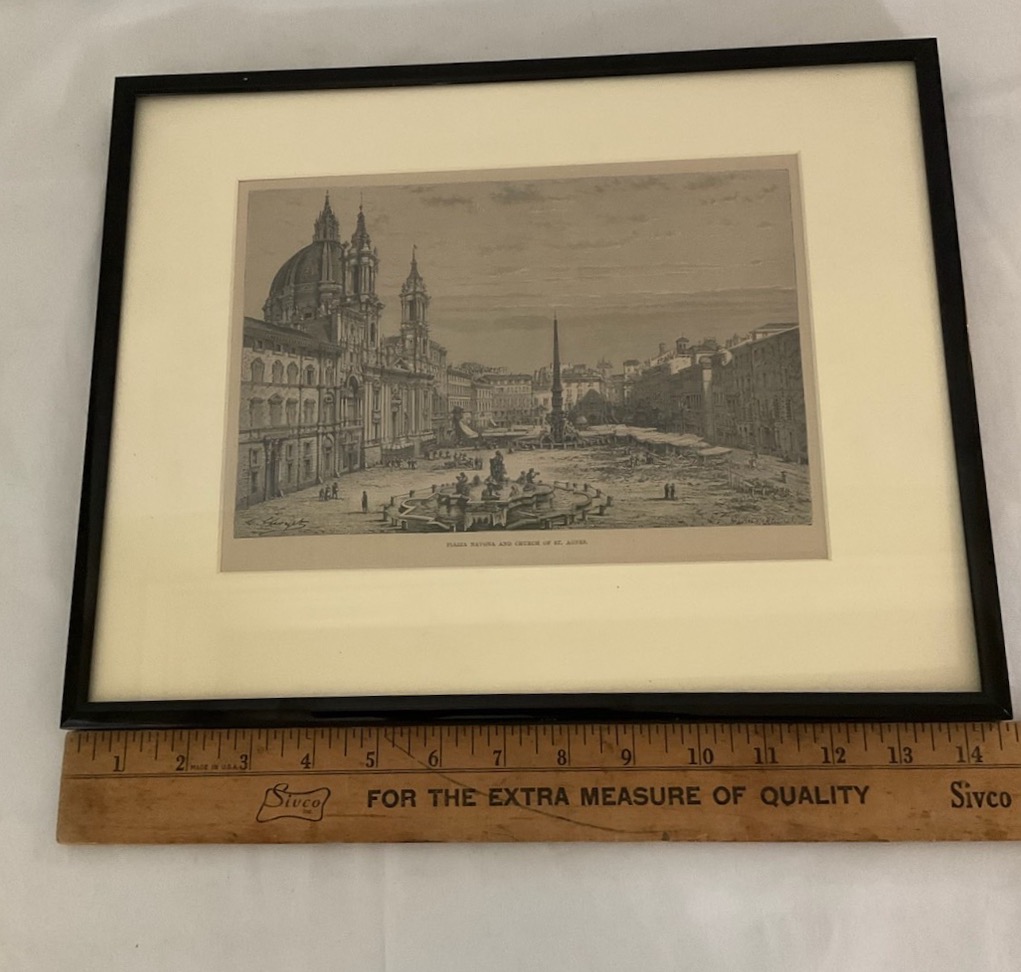 PIAZZA NAVONA AND CHURCH OF ST. AGNES.
1 2 MADE IN U.S.A. 3 4 5 6 7 8 9 10 11 12 13 14
Sivco FOR THE EXTRA MEASURE OF QUALITY Sivco